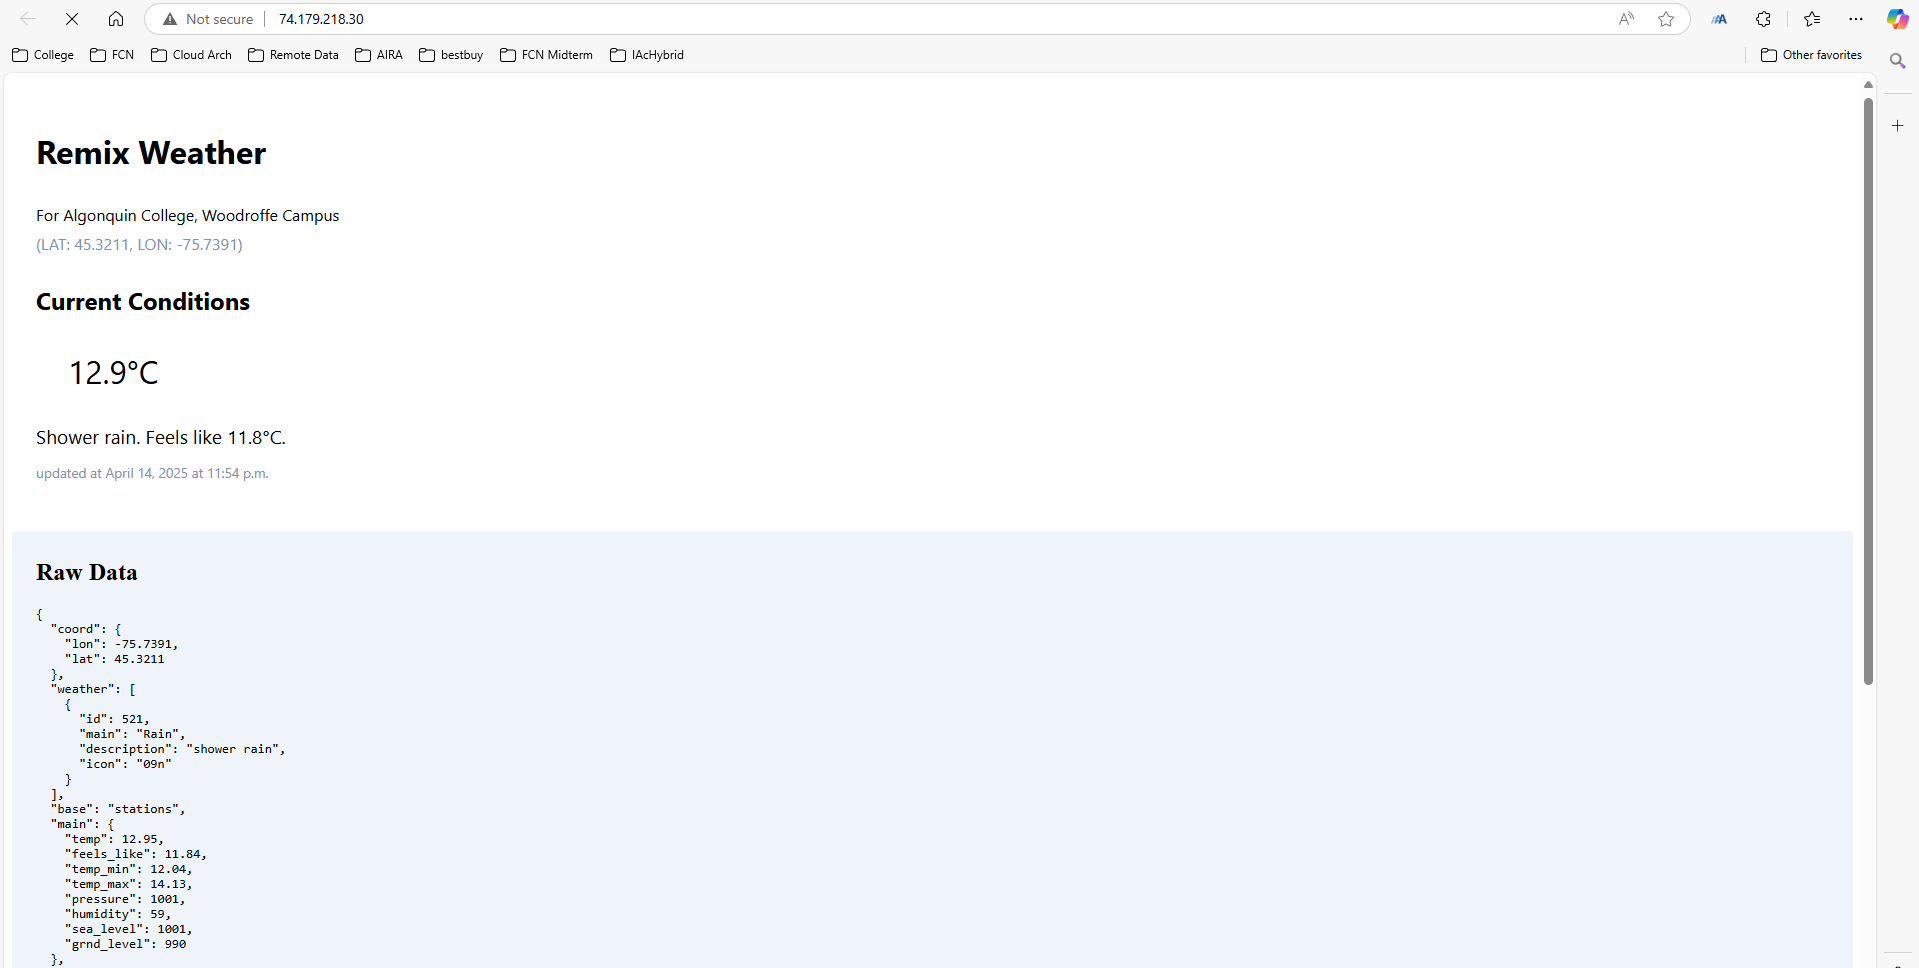 Not secure 74.179.218.30
College FCN Cloud Arch Remote Data AIRA bestbuy FCN Midterm IAcHybrid Other favorites
Remix Weather
For Algonquin College, Woodroffe Campus
(LAT: 45.3211, LON: -75.7391)
Current Conditions
12.9°C
Shower rain. Feels like 11.8°C.
updated at April 14, 2025 at 11:54 p.m.
Raw Data
{
"coord": {
"lon": -75.7391,
"lat": 45.3211
},
"weather": [
{
"id": 521,
"main": "Rain",
"description": "shower rain",
"icon": "09n"
}
],
"base": "stations",
"main": {
"temp": 12.95,
"feels_like": 11.84,
"temp_min": 12.04,
"temp_max": 14.13,
"pressure": 1001,
"humidity": 59,
"sea_level": 1001,
"grnd_level": 990
},